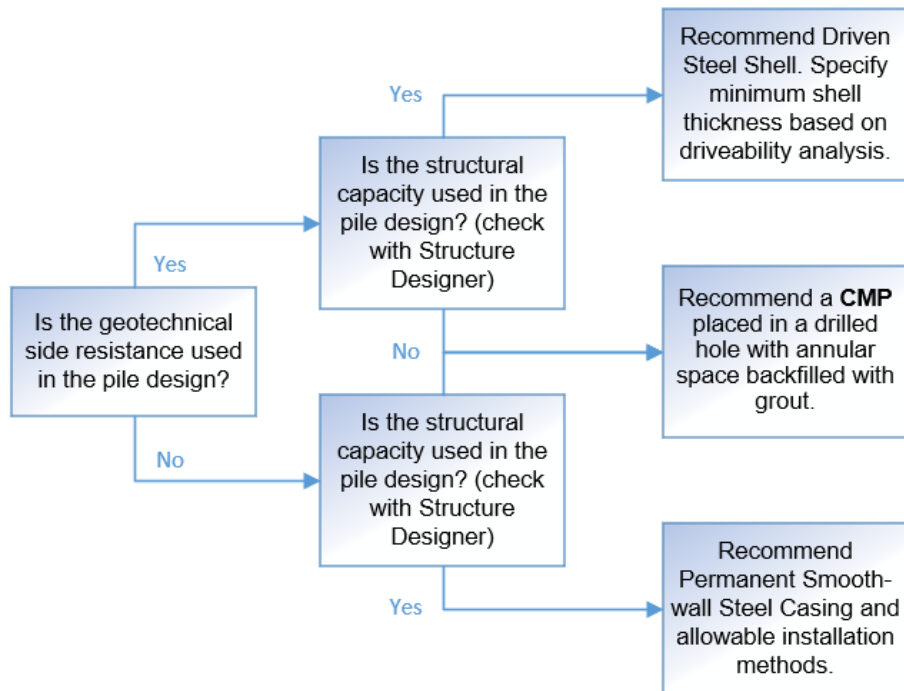 Is the geotechnical
side resistance used
in the pile design?
Yes
Is the structural
capacity used in the
pile design? (check
with Structure
Designer)
Yes
Recommend Driven
Steel Shell. Specify
minimum shell
thickness based on
driveability analysis.
No
Recommend a CMP
placed in a drilled
hole with annular
space backfilled with
grout.
No
Is the structural
capacity used in the
pile design? (check
with Structure
Designer)
Yes
Recommend
Permanent Smooth-
wall Steel Casing and
allowable installation
methods.